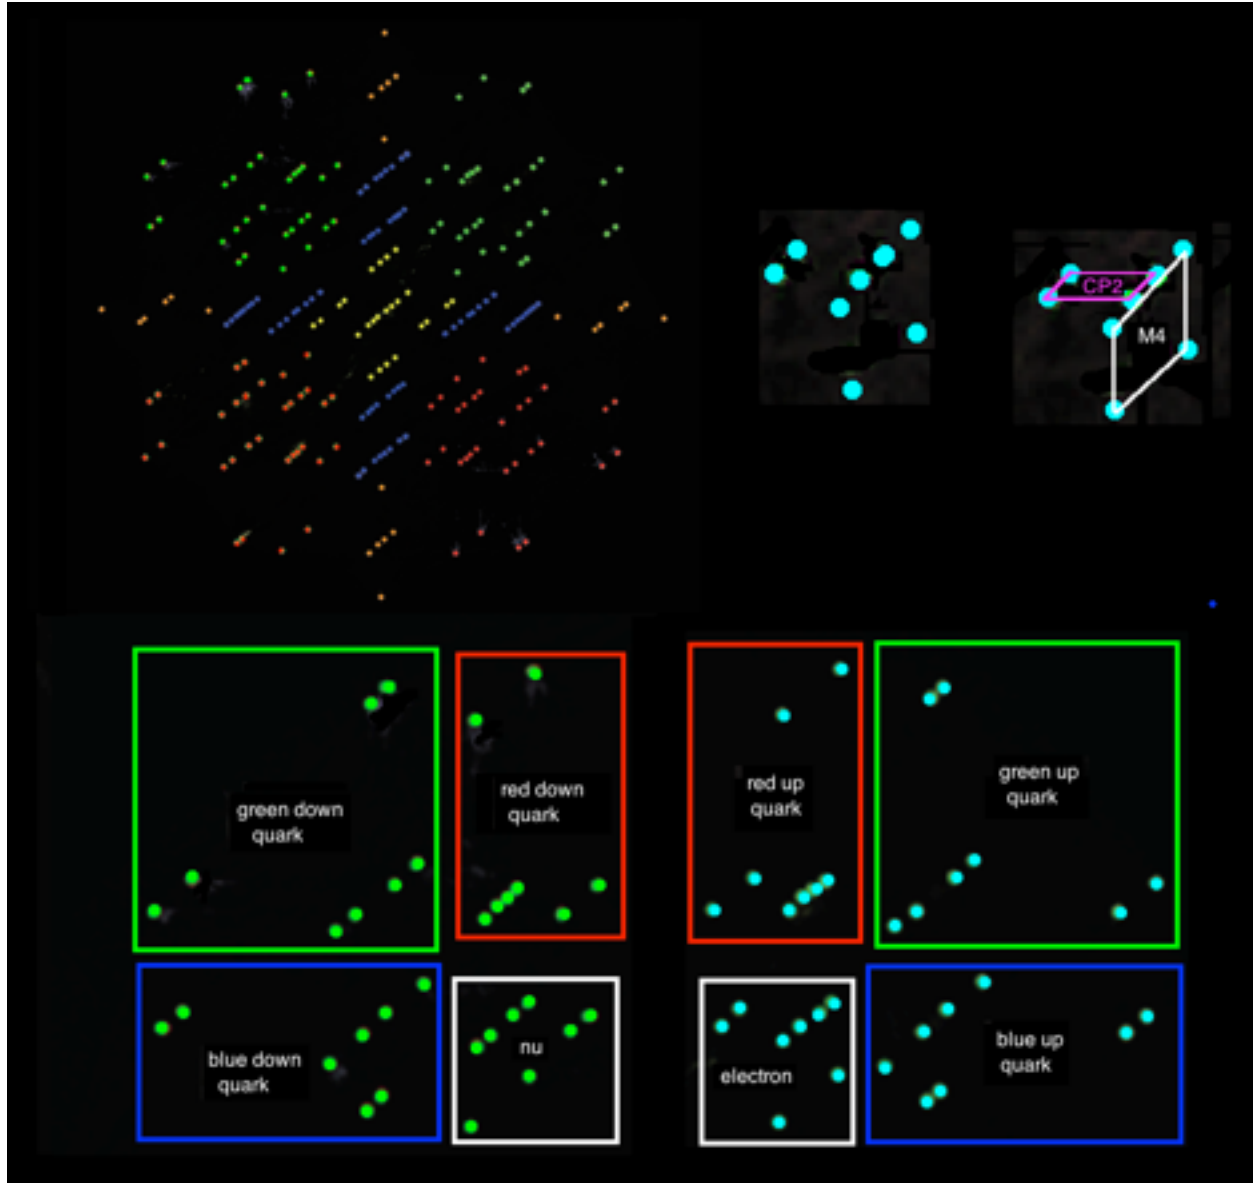 CP2
M4
green down
quark
red down
quark
red up
quark
green up
quark
blue down
quark
nu
electron
blue up
quark